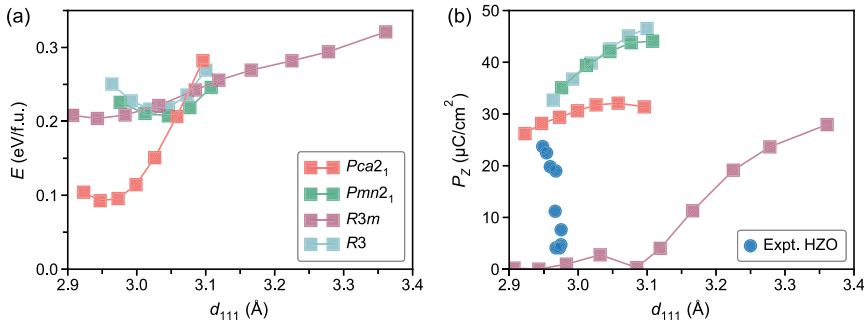 (a)
E (eV/f.u.)
0.3
0.2
0.1
0.0
Pca2₁
Pmn2₁
R3m
R3
2.9 3.0 3.1 3.2 3.3 3.4
d₁₁₁ (Å)
(b)
P_Z (μC/cm²)
50
40
30
20
10
0
Expt. HZO
2.9 3.0 3.1 3.2 3.3 3.4
d₁₁₁ (Å)